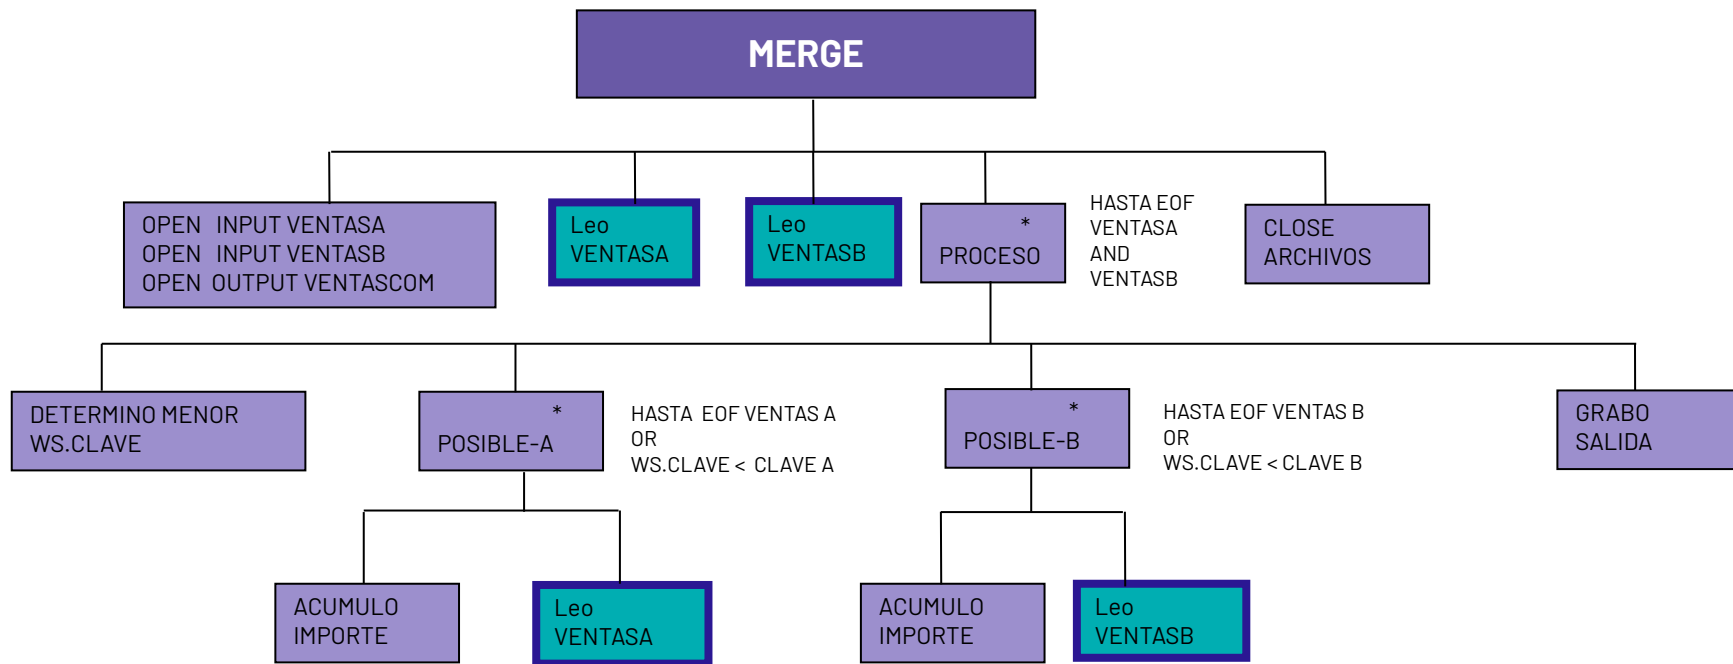 MERGE
OPEN INPUT VENTASA
OPEN INPUT VENTASB
OPEN OUTPUT VENTASCOM
Leo
VENTASA
Leo
VENTASB
*
PROCESO
HASTA EOF
VENTASA
AND
VENTASB
CLOSE
ARCHIVOS
DETERMINO MENOR
WS.CLAVE
*
POSIBLE-A
HASTA EOF VENTAS A
OR
WS.CLAVE < CLAVE A
*
POSIBLE-B
HASTA EOF VENTAS B
OR
WS.CLAVE < CLAVE B
GRABO
SALIDA
ACUMULO
IMPORTE
Leo
VENTASA
ACUMULO
IMPORTE
Leo
VENTASB